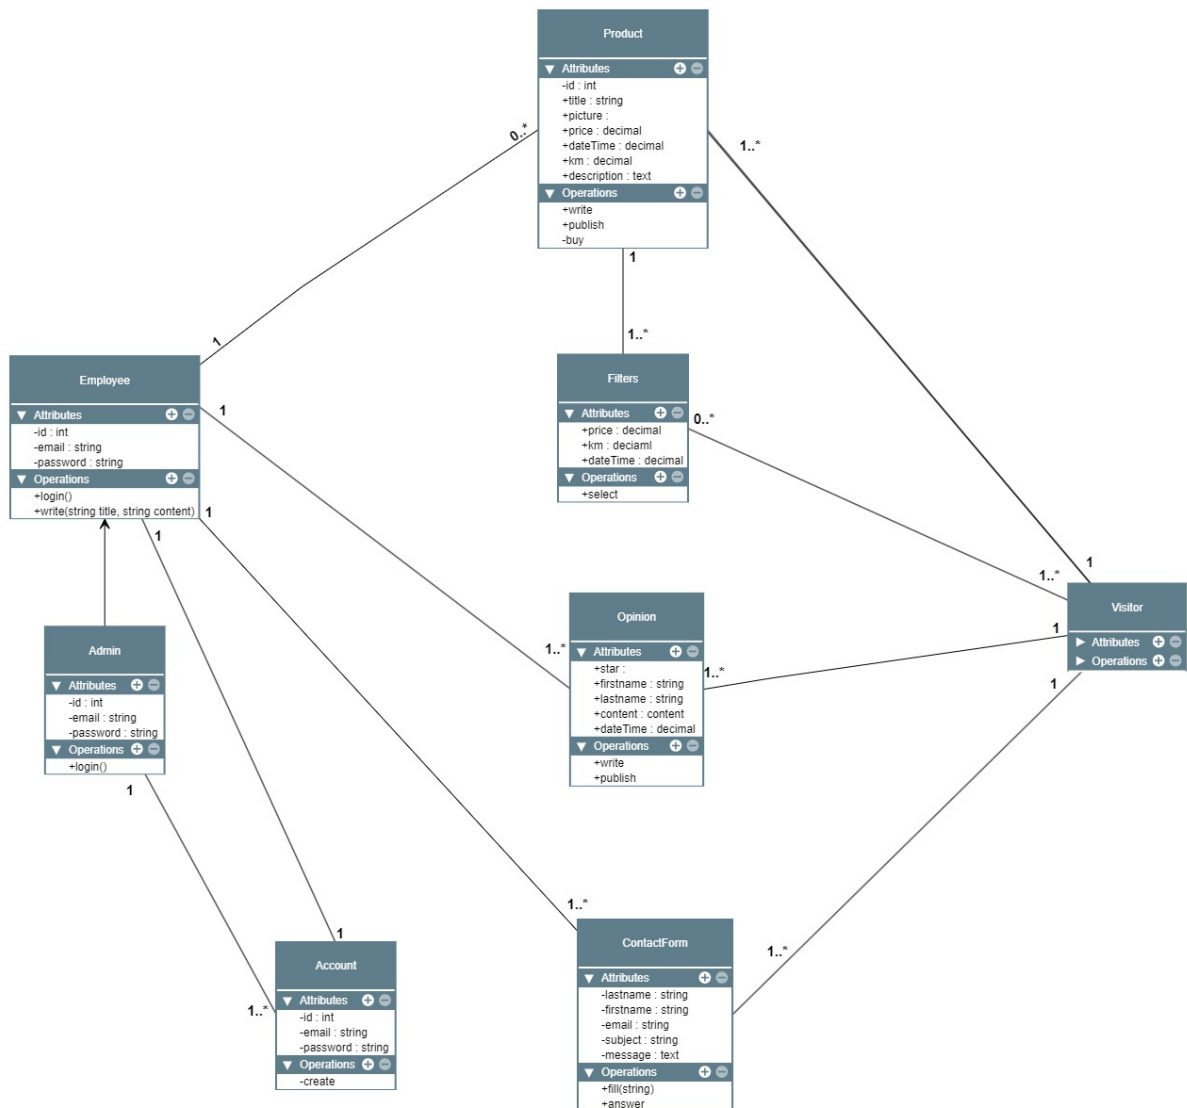 Product
Attributes
-id : int
+title : string
+picture :
+price : decimal
+dateTime : decimal
+km : decimal
+description : text
Operations
+write
+publish
-buy
0..*
1..*
1
1
1..*
Employee
Attributes
-id : int
-email : string
-password : string
Operations
+login()
+write(string title, string content)
Filters
Attributes
+price : decimal
+km : deciaml
+dateTime : decimal
Operations
+select
1
0..*
1
1
1
1..*
Visitor
Attributes
Operations
1
1
1
Admin
Attributes
-id : int
-email : string
-password : string
Operations
+login()
Opinion
Attributes
+star :
+firstname : string
+lastname : string
+content : content
+dateTime : decimal
Operations
+write
+publish
1..*
1..*
1
1..*
1..*
1
1..*
Account
Attributes
-id : int
-email : string
-password : string
Operations
-create
ContactForm
Attributes
-lastname : string
-firstname : string
-email : string
-subject : string
-message : text
Operations
+fill(string)
+answer